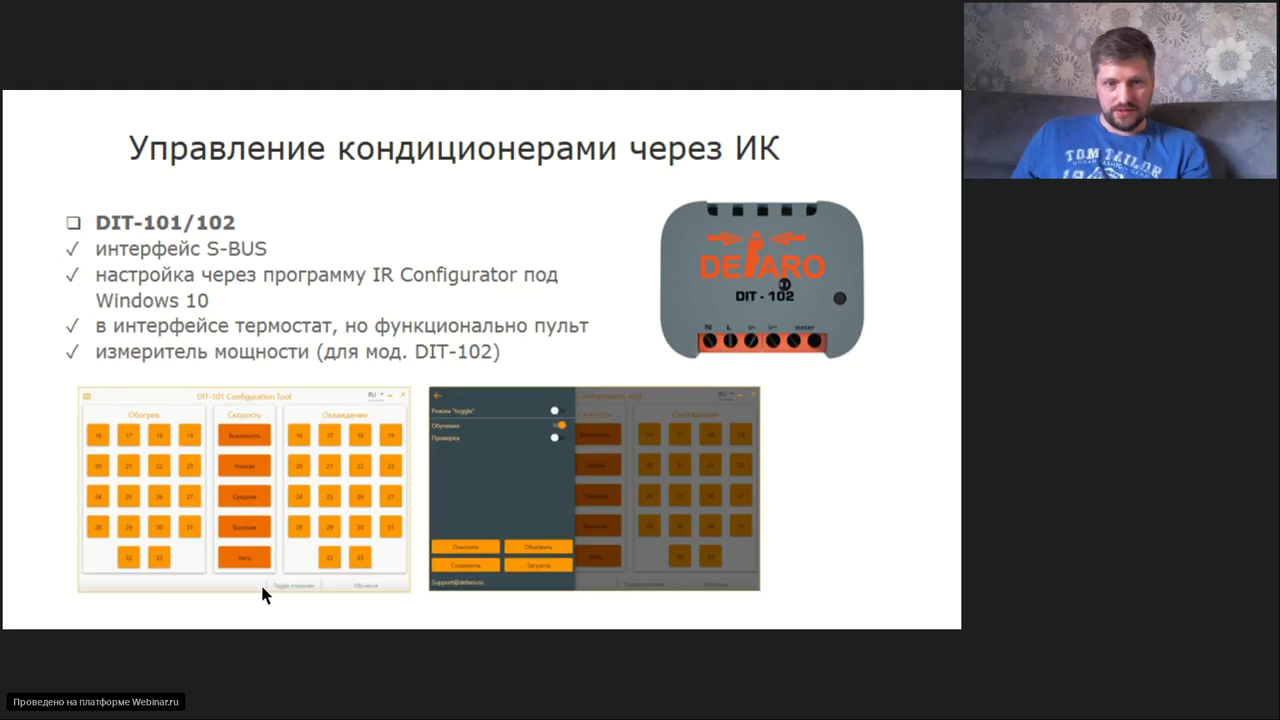 Управление кондиционерами через ИК
DIT-101/102
интерфейс S-BUS
настройка через программу IR Configurator под
Windows 10
в интерфейсе термостат, но функционально пульт
измеритель мощности (для мод. DIT-102)
DEFARO
DIT - 102
N L ir- ir+ meter
DIT-101 Configuration Tool
RU
Обогрев
Скорость
Охлаждение
16 17 18 19
Выключить
16 17 18 19
20 21 22 23
Низкая
20 21 22 23
24 25 26 27
Средняя
24 25 26 27
28 29 30 31
Высокая
28 29 30 31
32 33
Авто
32 33
Toggle отключен
Обучение
Режим "toggle"
Обучение
Проверка
Очистить
Обновить
Сохранить
Загрузить
Support@defaro.ru
TOM TAILOR
Проведено на платформе Webinar.ru